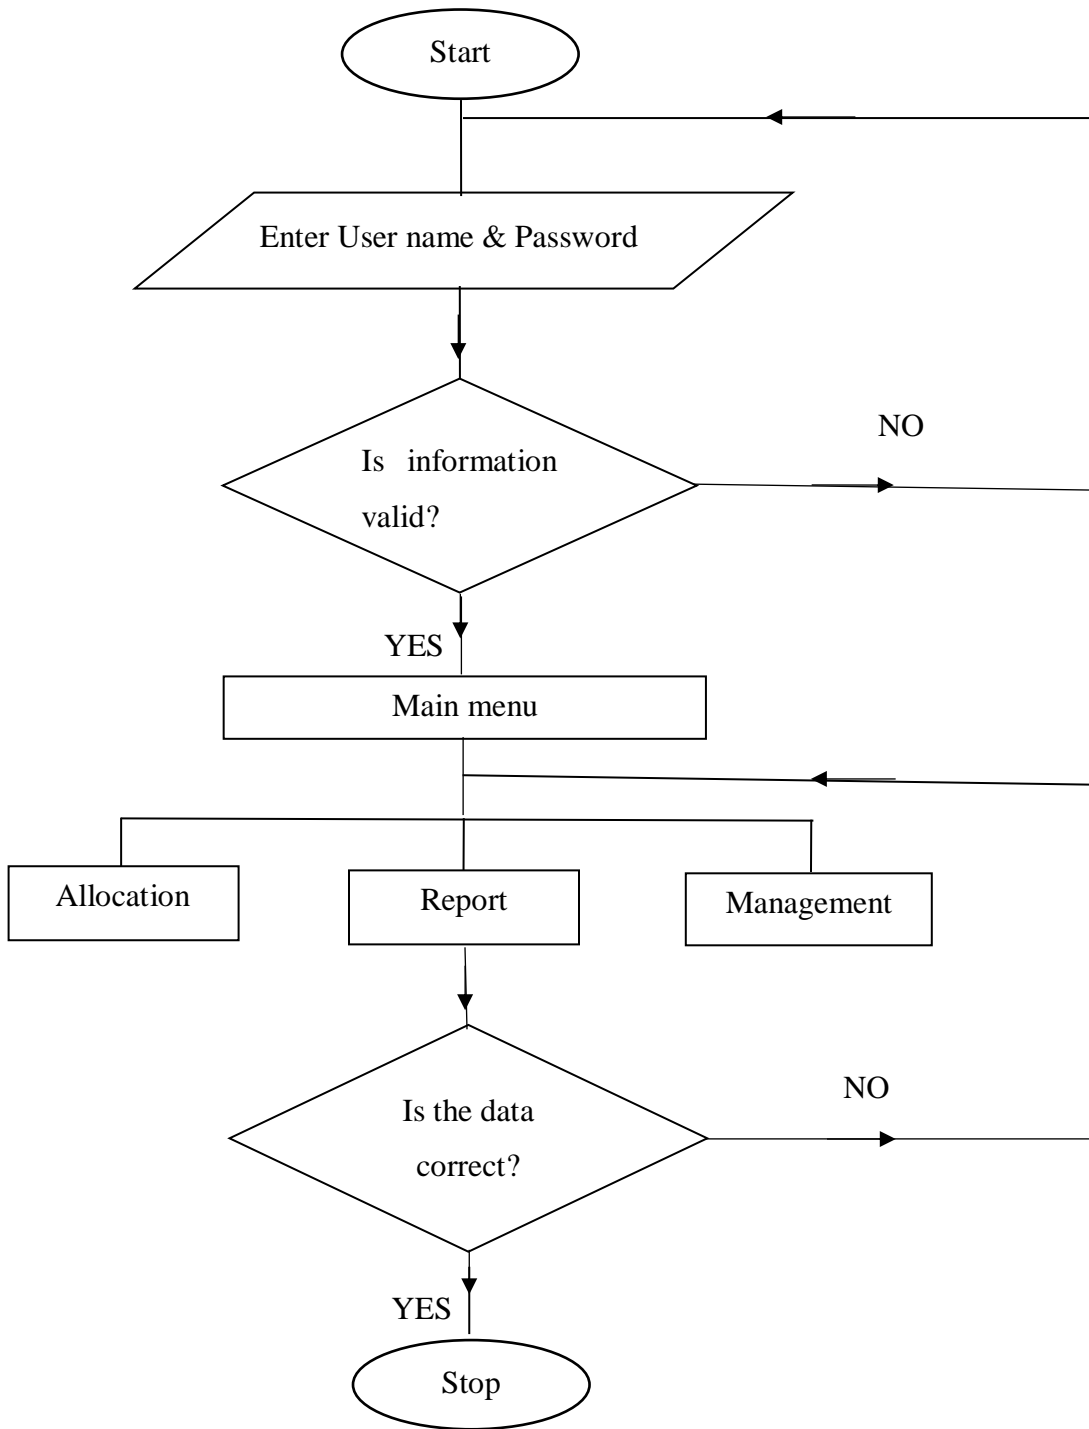 Start
Enter User name & Password
NO
Is information
valid?
YES
Main menu
Allocation
Report
Management
NO
Is the data
correct?
YES
Stop